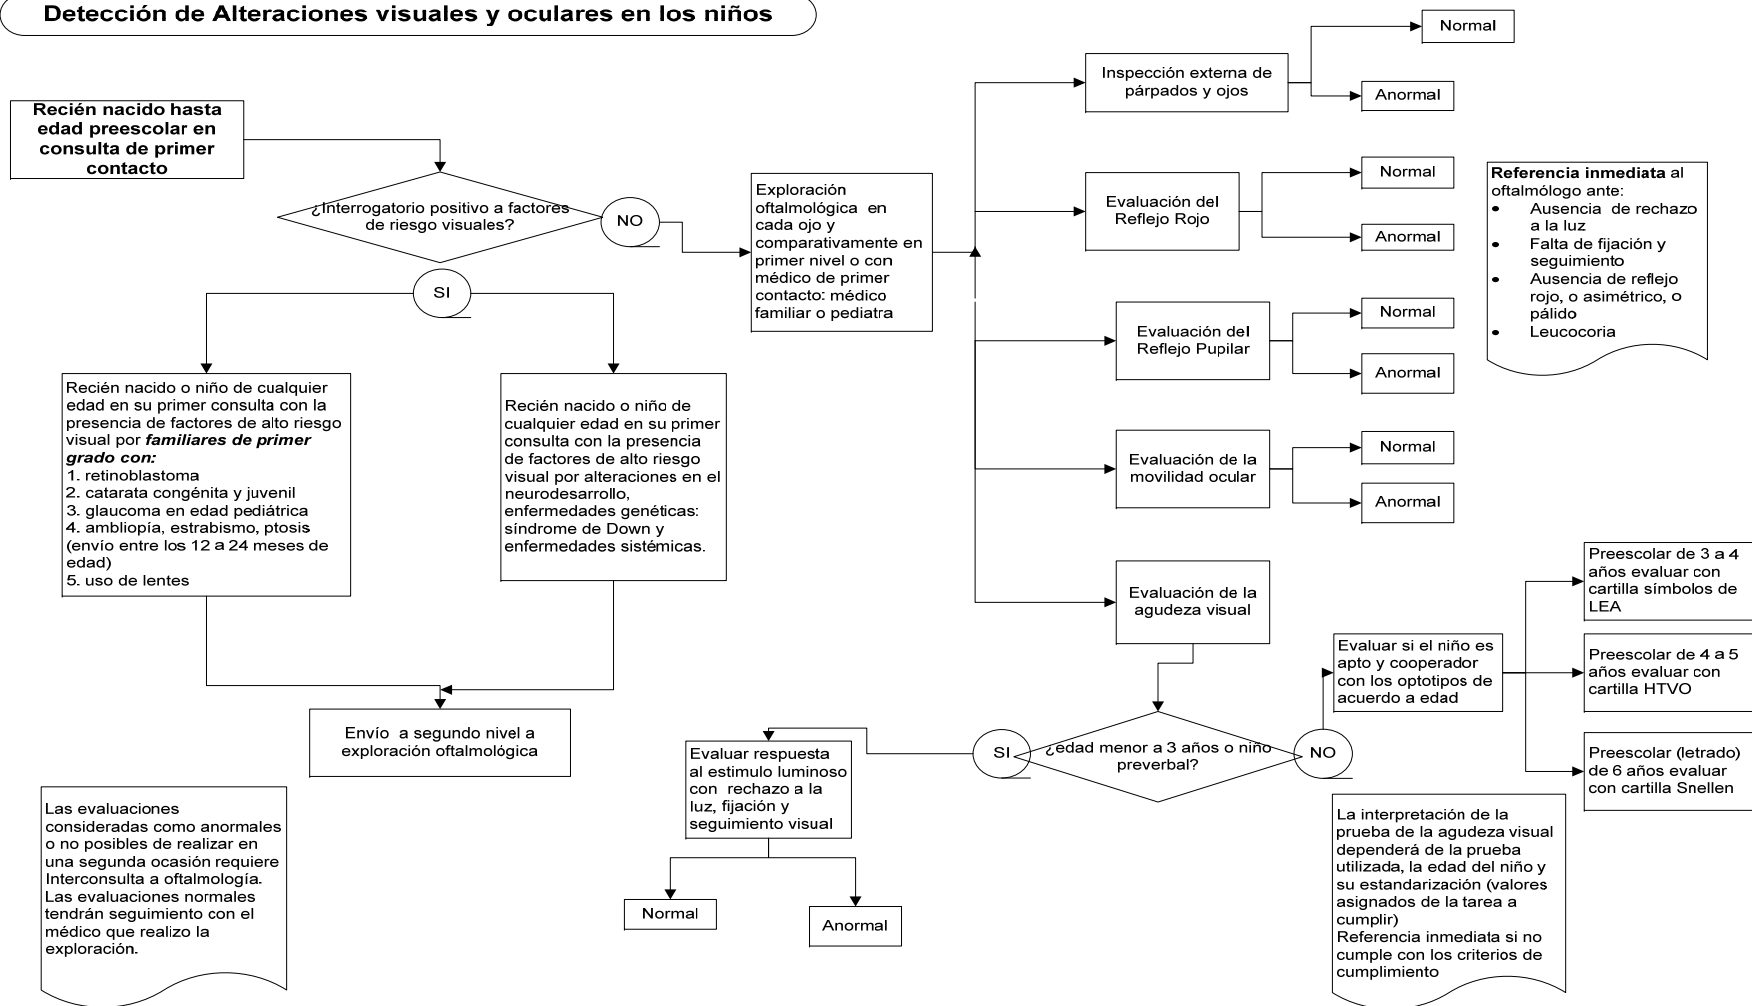 Detección de Alteraciones visuales y oculares en los niños
Recién nacido hasta
edad preescolar en
consulta de primer
contacto
¿Interrogatorio positivo a factores
de riesgo visuales?
NO
SI
Recién nacido o niño de cualquier
edad en su primer consulta con la
presencia de factores de alto riesgo
visual por familiares de primer
grado con:
1. retinoblastoma
2. catarata congénita y juvenil
3. glaucoma en edad pediátrica
4. ambliopía, estrabismo, ptosis
(envío entre los 12 a 24 meses de
edad)
5. uso de lentes
Recién nacido o niño de
cualquier edad en su primer
consulta con la presencia
de factores de alto riesgo
visual por alteraciones en el
neurodesarrollo,
enfermedades genéticas:
síndrome de Down y
enfermedades sistémicas.
Envío a segundo nivel a
exploración oftalmológica
Las evaluaciones
consideradas como anormales
o no posibles de realizar en
una segunda ocasión requiere
Interconsulta a oftalmología.
Las evaluaciones normales
tendrán seguimiento con el
médico que realizo la
exploración.
Exploración
oftalmológica en
cada ojo y
comparativamente en
primer nivel o con
médico de primer
contacto: médico
familiar o pediatra
Inspección externa de
párpados y ojos
Normal
Anormal
Evaluación del
Reflejo Rojo
Normal
Anormal
Evaluación del
Reflejo Pupilar
Normal
Anormal
Evaluación de la
movilidad ocular
Normal
Anormal
Evaluación de la
agudeza visual
Referencia inmediata al
oftalmólogo ante:
• Ausencia de rechazo
a la luz
• Falta de fijación y
seguimiento
• Ausencia de reflejo
rojo, o asimétrico, o
pálido
• Leucocoria
¿edad menor a 3 años o niño
preverbal?
SI
NO
Evaluar respuesta
al estimulo luminoso
con rechazo a la
luz, fijación y
seguimiento visual
Normal
Anormal
Evaluar si el niño es
apto y cooperador
con los optotipos de
acuerdo a edad
Preescolar de 3 a 4
años evaluar con
cartilla símbolos de
LEA
Preescolar de 4 a 5
años evaluar con
cartilla HTVO
Preescolar (letrado)
de 6 años evaluar
con cartilla Snellen
La interpretación de la
prueba de la agudeza visual
dependerá de la prueba
utilizada, la edad del niño y
su estandarización (valores
asignados de la tarea a
cumplir)
Referencia inmediata si no
cumple con los criterios de
cumplimiento